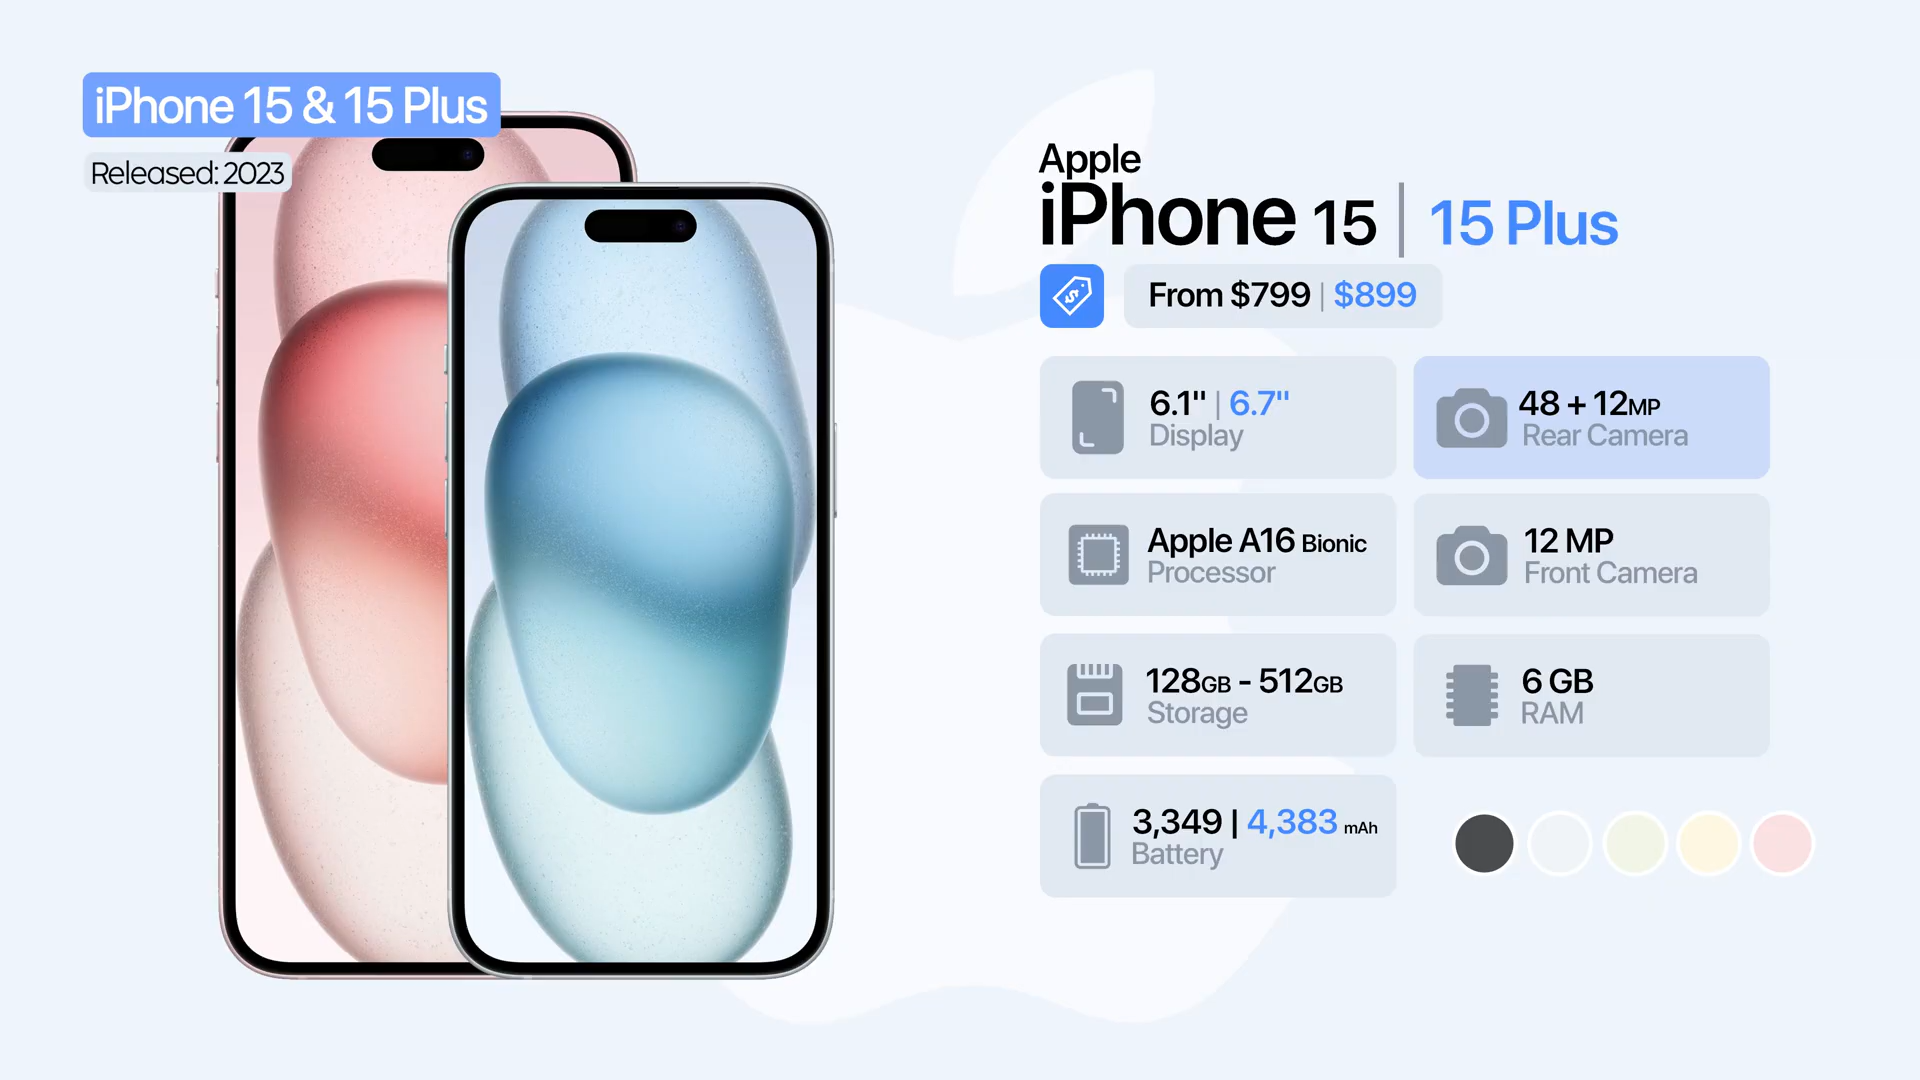 iPhone 15 & 15 Plus
Released: 2023
Apple
iPhone 15 | 15 Plus
From $799 | $899
6.1" | 6.7"
Display
48 + 12MP
Rear Camera
Apple A16 Bionic
Processor
12 MP
Front Camera
128GB - 512GB
Storage
6 GB
RAM
3,349 | 4,383 mAh
Battery